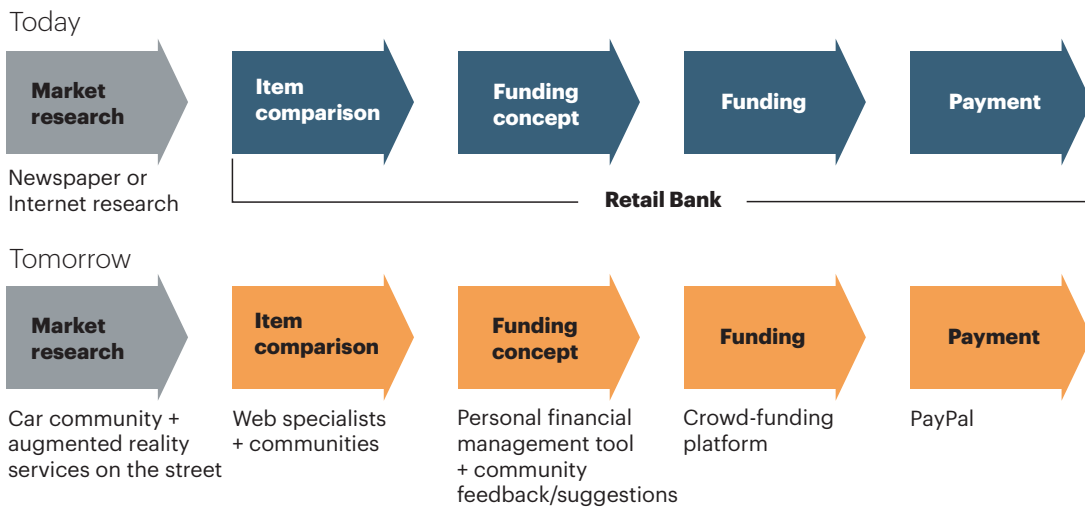 Today
Market
research
Item
comparison
Funding
concept
Funding
Payment
Newspaper or
Internet research
Retail Bank
Tomorrow
Market
research
Item
comparison
Funding
concept
Funding
Payment
Car community +
augmented reality
services on the street
Web specialists
+ communities
Personal financial
management tool
+ community
feedback/suggestions
Crowd-funding
platform
PayPal